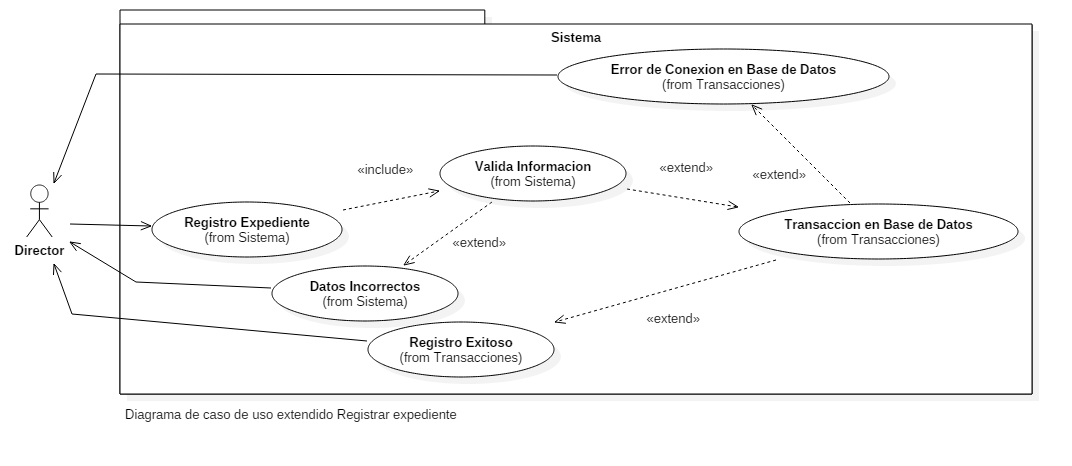 Sistema
Error de Conexion en Base de Datos
(from Transacciones)
«include»
Valida Informacion
(from Sistema)
«extend»
«extend»
Registro Expediente
(from Sistema)
Transaccion en Base de Datos
(from Transacciones)
Director
«extend»
Datos Incorrectos
(from Sistema)
«extend»
Registro Exitoso
(from Transacciones)
Diagrama de caso de uso extendido Registrar expediente